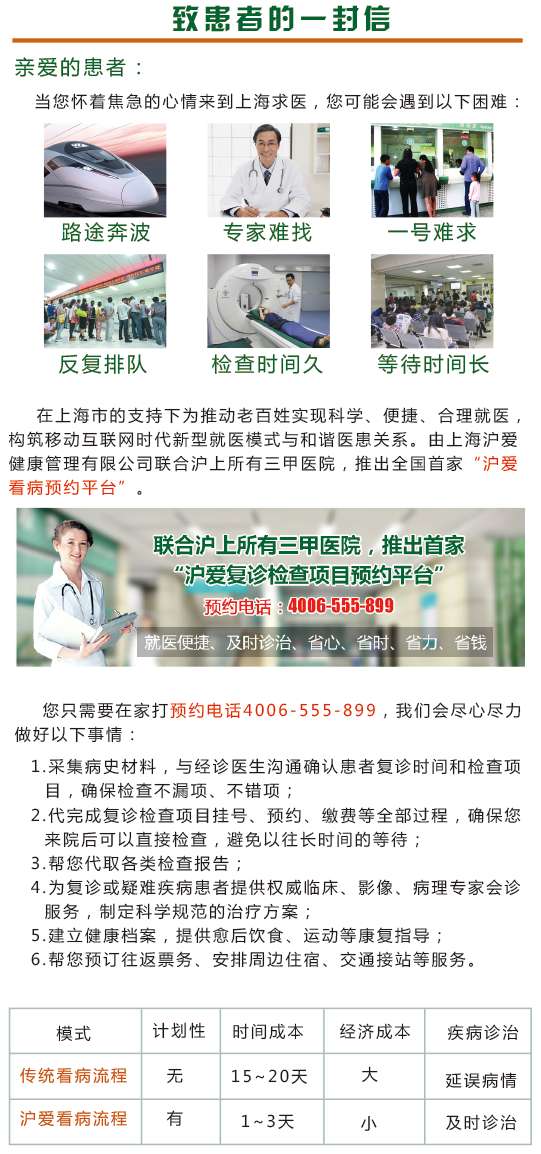 致患者的一封信
亲爱的患者：
当您怀着焦急的心情来到上海求医，您可能会遇到以下困难：
路途奔波
专家难找
一号难求
反复排队
检查时间久
等待时间长
在上海市的支持下为推动老百姓实现科学、便捷、合理就医，
构筑移动互联网时代新型就医模式与和谐医患关系。由上海沪爱
健康管理有限公司联合沪上所有三甲医院，推出全国首家“沪爱
看病预约平台”。
联合沪上所有三甲医院，推出首家
“沪爱复诊检查项目预约平台”
预约电话：4006-555-899
就医便捷、及时诊治、省心、省时、省力、省钱
您只需要在家打预约电话4006-555-899，我们会尽心尽力
做好以下事情：
1.采集病史材料，与经诊医生沟通确认患者复诊时间和检查项
目，确保检查不漏项、不错项；
2.代完成复诊检查项目挂号、预约、缴费等全部过程，确保您
来院后可以直接检查，避免以往长时间的等待；
3.帮您代取各类检查报告；
4.为复诊或疑难疾病患者提供权威临床、影像、病理专家会诊
服务，制定科学规范的治疗方案；
5.建立健康档案，提供愈后饮食、运动等康复指导；
6.帮您预订往返票务、安排周边住宿、交通接站等服务。
模式 计划性 时间成本 经济成本 疾病诊治
传统看病流程 无 15~20天 大 延误病情
沪爱看病流程 有 1~3天 小 及时诊治